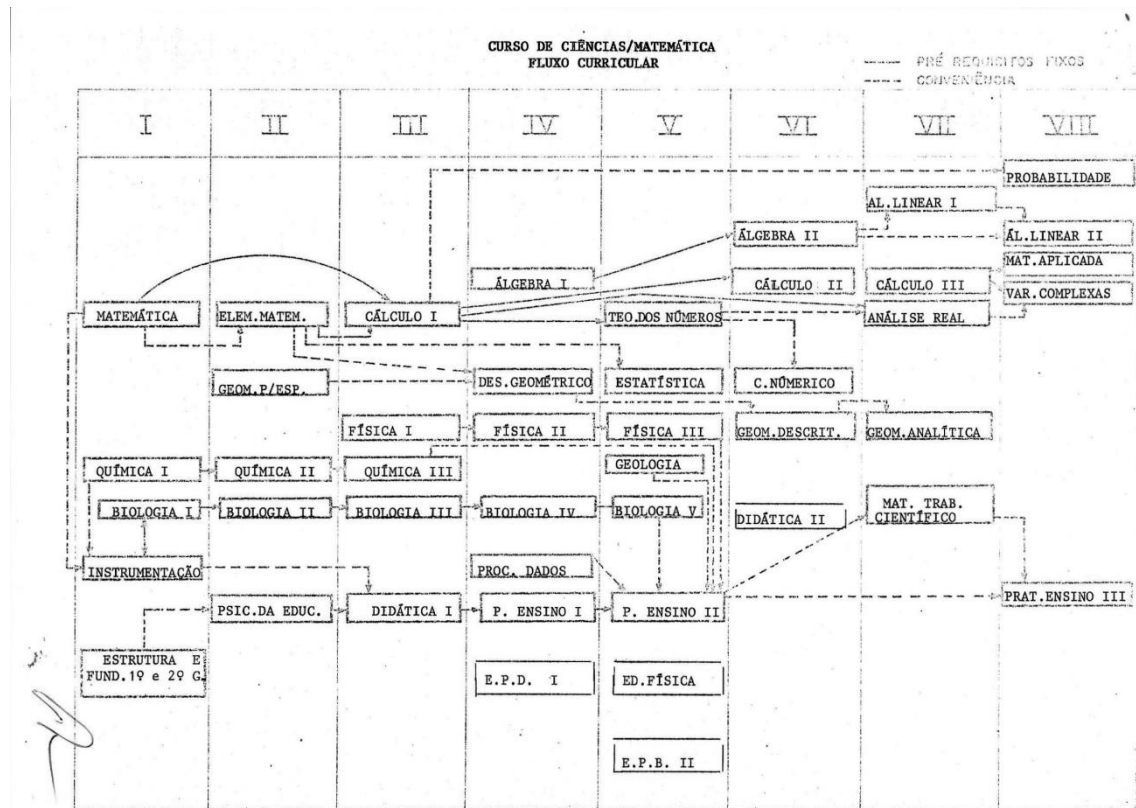 CURSO DE CIÊNCIAS/MATEMÁTICA
FLUXO CURRICULAR
PRÉ REQUISITOS FIXOS
CONVENIÊNCIA
I
II
III
IV
V
VI
VII
VIII
PROBABILIDADE
AL.LINEAR I
ÁLGEBRA II
ÁL.LINEAR II
MAT.APLICADA
ÁLGEBRA I
CÁLCULO II
CÁLCULO III
VAR.COMPLEXAS
MATEMÁTICA
ELEM.MATEM.
CÁLCULO I
TEO.DOS NÚMEROS
ANÁLISE REAL
GEOM.P/ESP.
DES.GEOMÉTRICO
ESTATÍSTICA
C.NÚMERICO
FÍSICA I
FÍSICA II
FÍSICA III
GEOM.DESCRIT.
GEOM.ANALÍTICA
QUÍMICA I
QUÍMICA II
QUÍMICA III
GEOLOGIA
BIOLOGIA I
BIOLOGIA II
BIOLOGIA III
BIOLOGIA IV
BIOLOGIA V
DIDÁTICA II
MAT. TRAB.
CIENTÍFICO
INSTRUMENTAÇÃO
PROC. DADOS
PSIC.DA EDUC.
DIDÁTICA I
P. ENSINO I
P. ENSINO II
PRAT.ENSINO III
ESTRUTURA E
FUND.1º e 2º G.
E.P.D. I
ED.FÍSICA
E.P.B. II